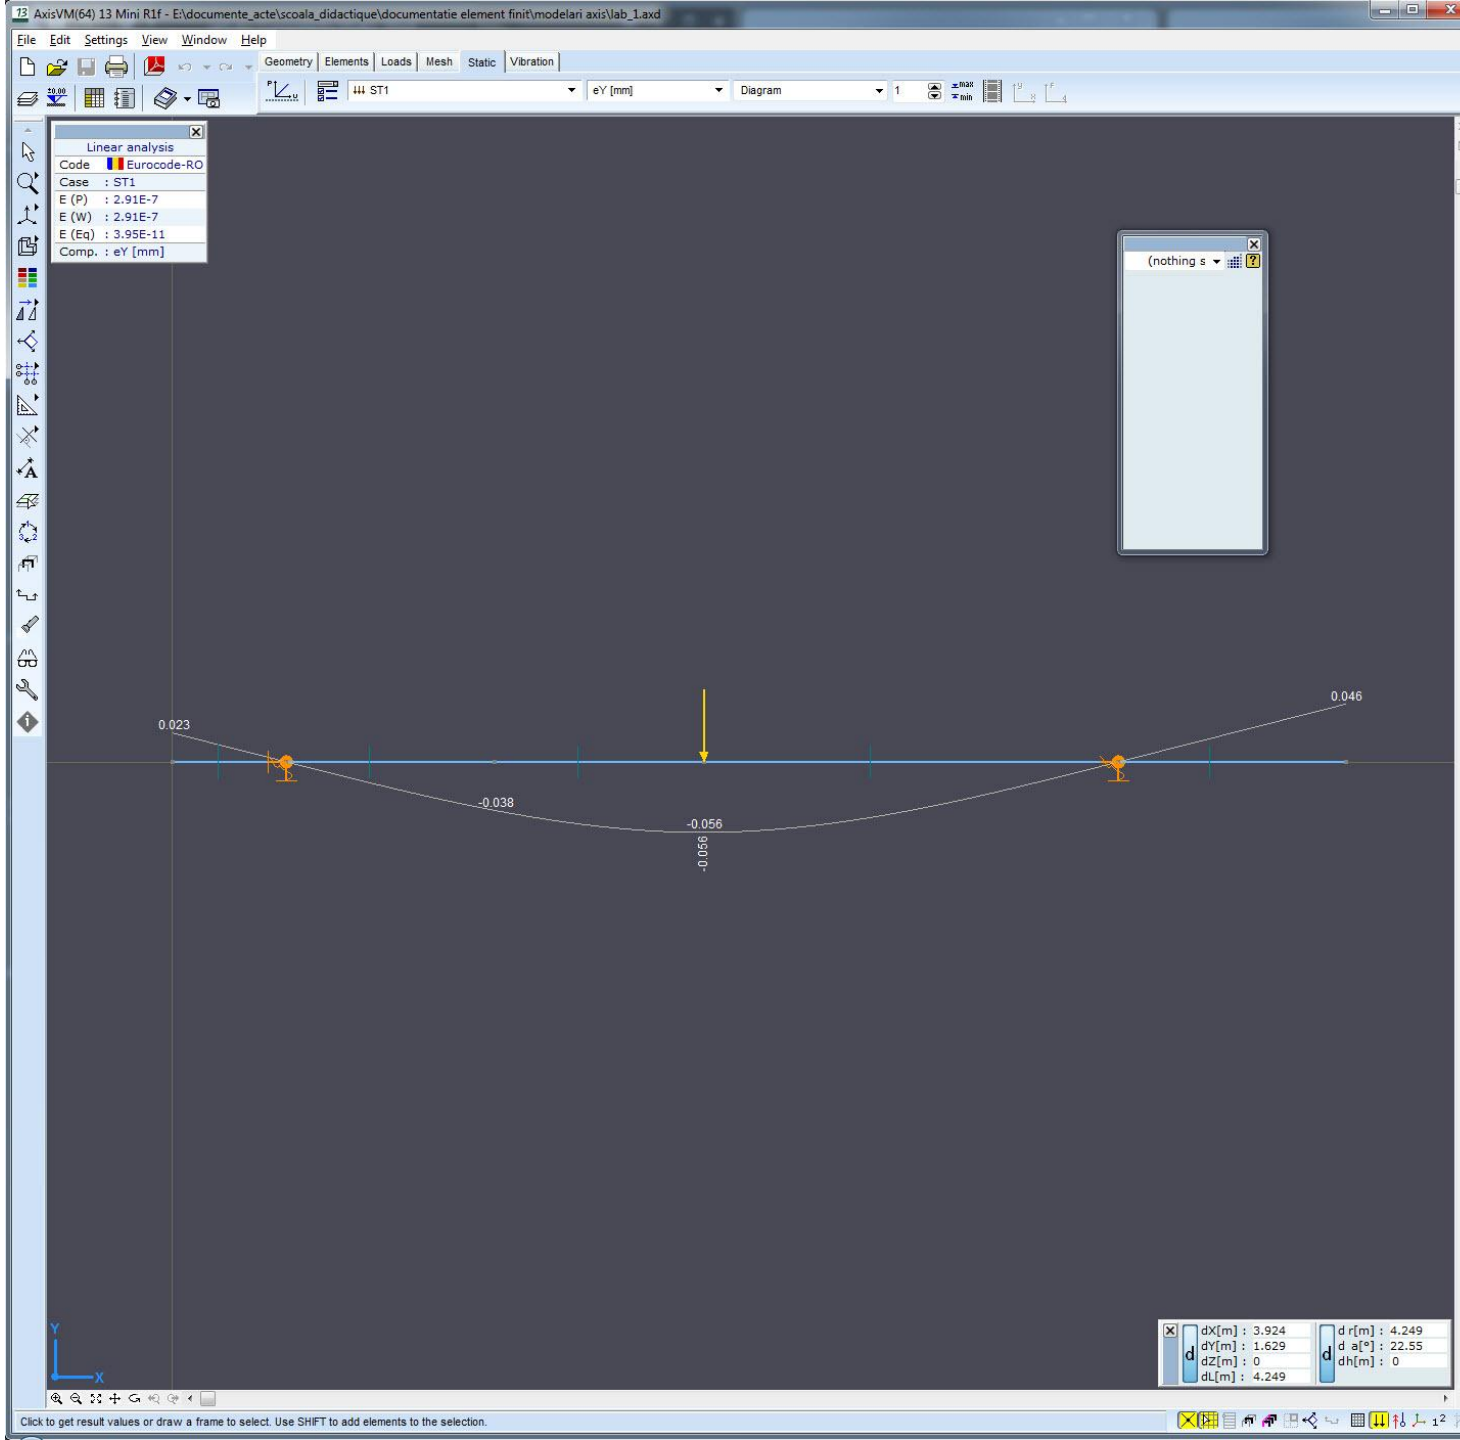 13 AxisVM(64) 13 Mini R1f - E:\documente_acte\scoala_didactique\documentatie element finit\modelari axis\lab_1.axd
File Edit Settings View Window Help
Geometry Elements Loads Mesh Static Vibration
ST1 eY [mm] Diagram 1 max min
Linear analysis
Code Eurocode-RO
Case : ST1
E (P) : 2.91E-7
E (W) : 2.91E-7
E (Eq) : 3.95E-11
Comp. : eY [mm]
(nothing s
0.046
0.023
-0.038
-0.056
-0.056
Y
X
dX[m] : 3.924 d r[m] : 4.249
dY[m] : 1.629 d a[°] : 22.55
d d
dZ[m] : 0 dh[m] : 0
dL[m] : 4.249
Click to get result values or draw a frame to select. Use SHIFT to add elements to the selection.